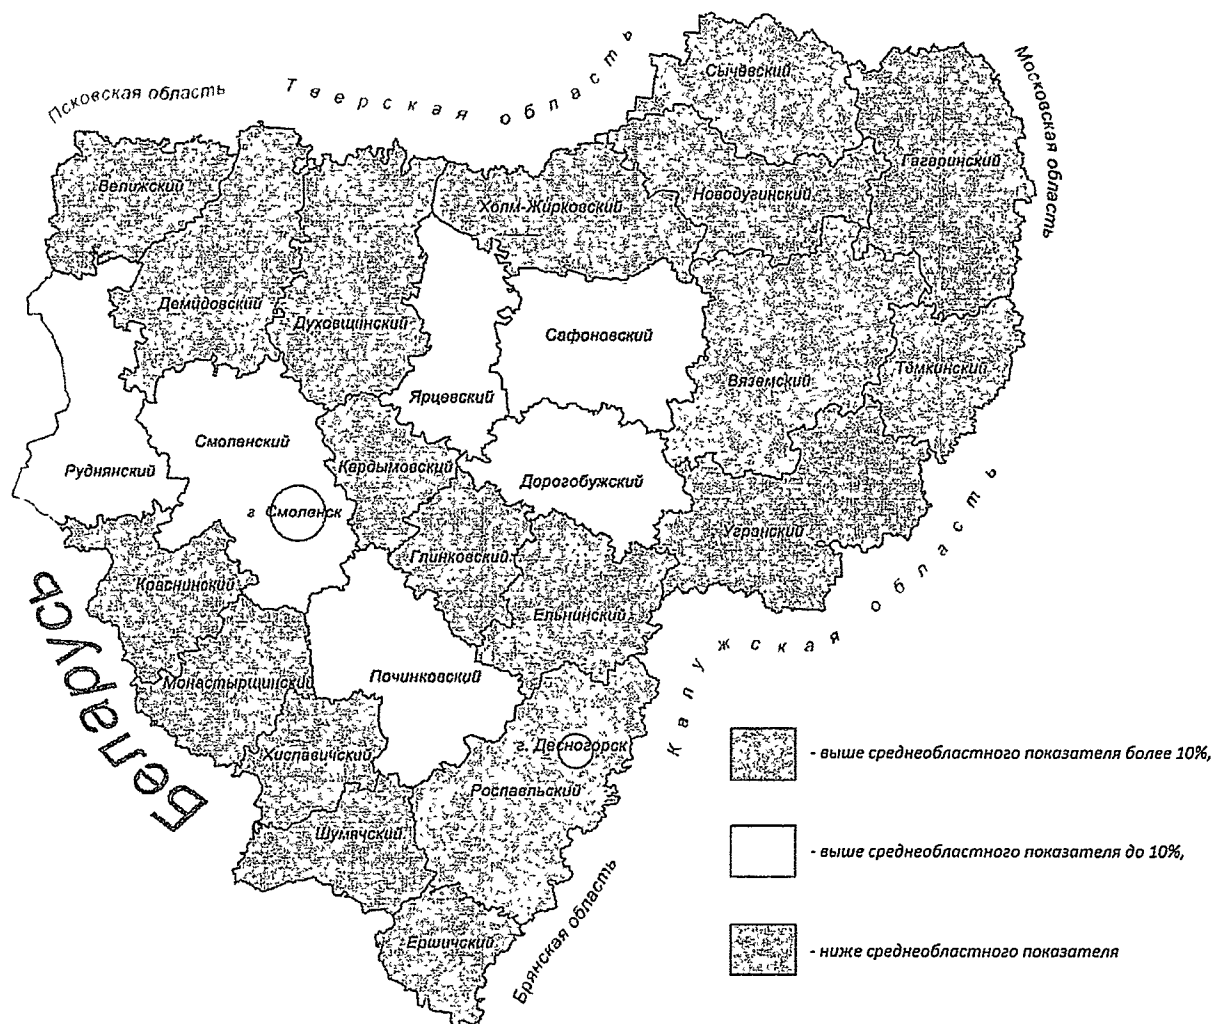 Псковская область
Тверская область
Московская область
Сычёвский
Гагаринский
Велижский
Холм-Жирковский
Новодугинский
Демидовский
Духовщинский
Сафоновский
Вяземский
Тёмкинский
Ярцевский
Смоленский
Руднянский
Кардымовский
Дорогобужский
г Смоленск
Угранский
Глинковский
Краснинский
Ельнинский
Беларусь
Калужская область
Починковский
Монастырщинский
г. Десногорск
Хиславичский
Рославльский
Шумячский
Ершичский
Брянская область
- выше среднеобластного показателя более 10%,
- выше среднеобластного показателя до 10%,
- ниже среднеобластного показателя